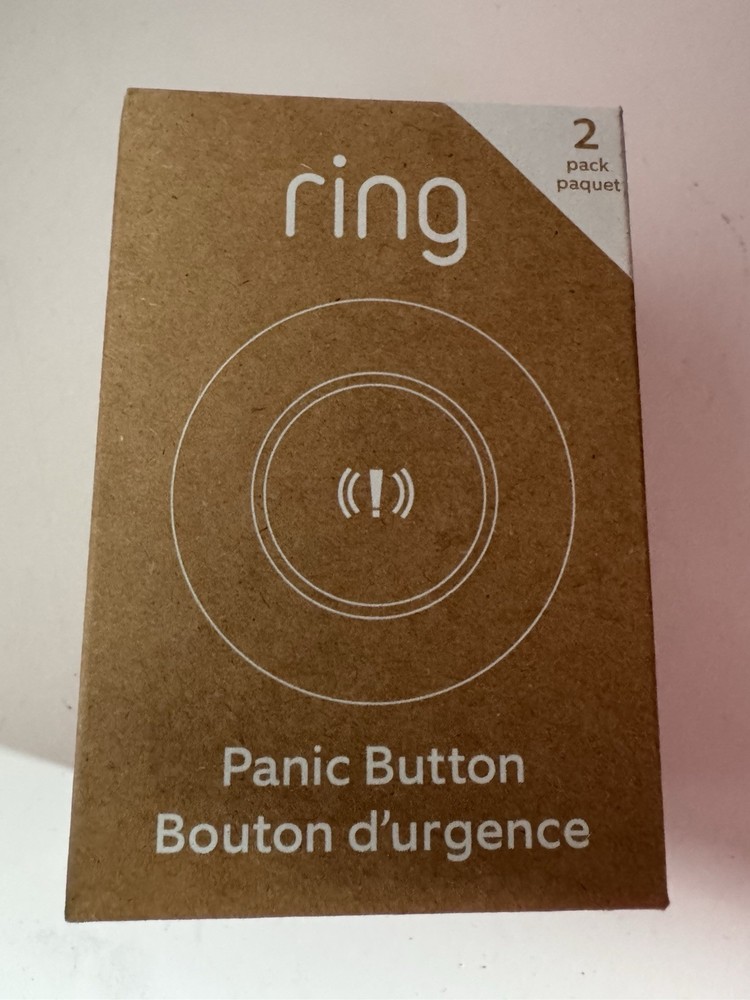 2
pack
paquet
ring
(!)
Panic Button
Bouton d'urgence